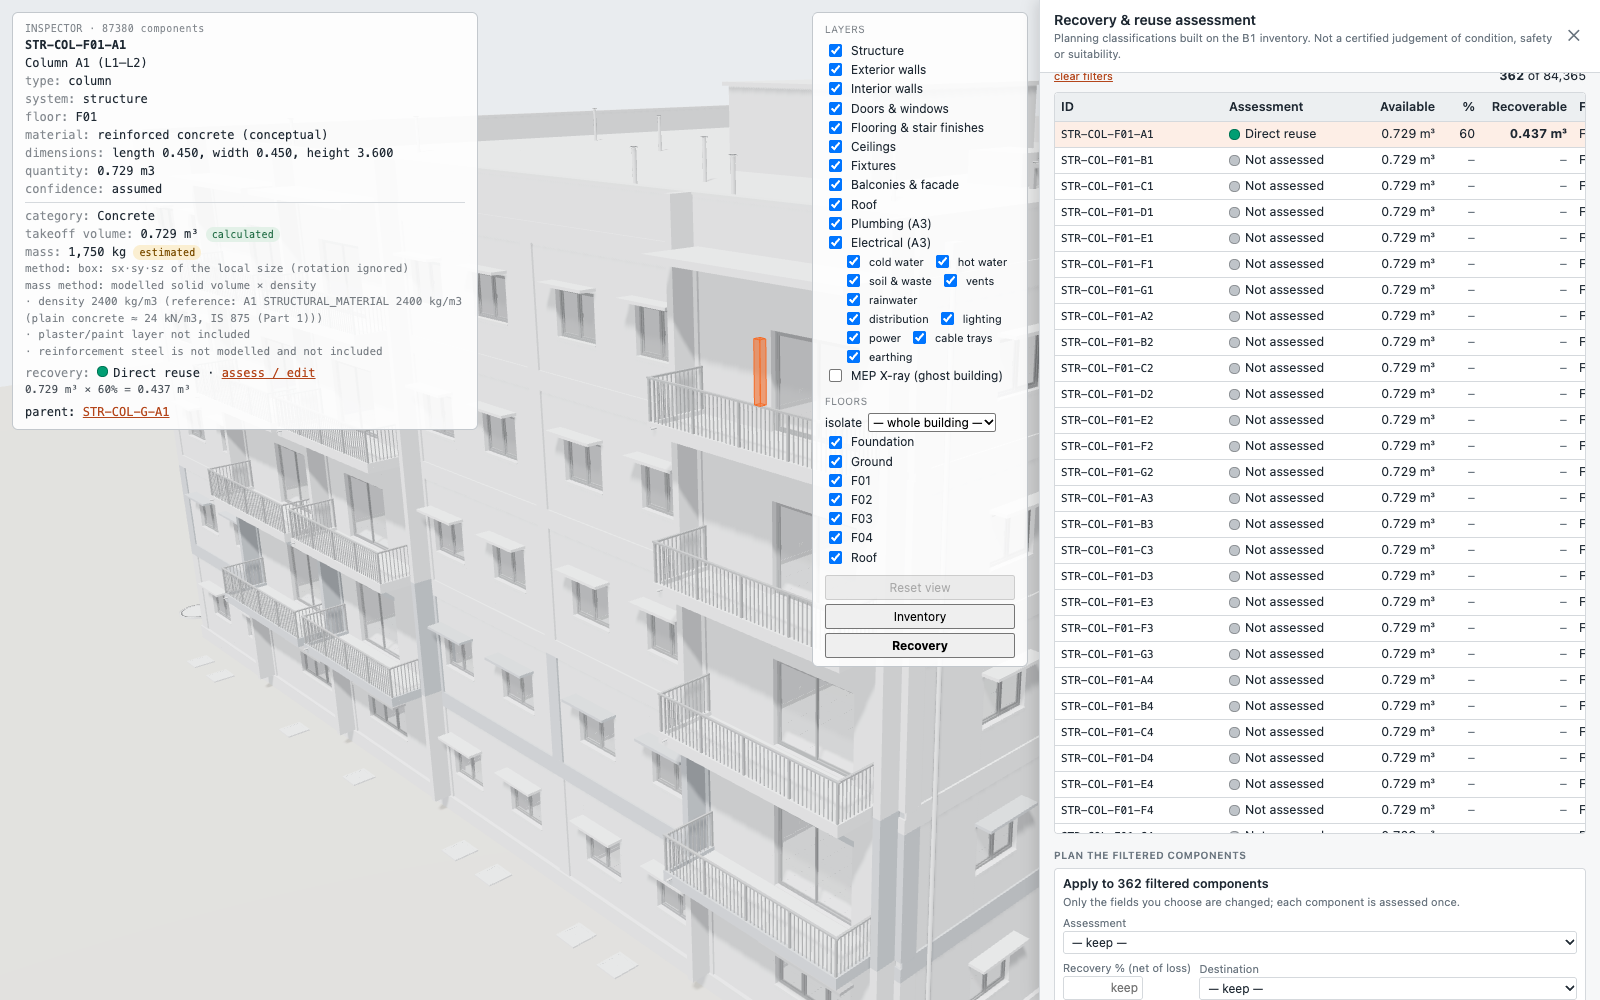 INSPECTOR · 87380 components
STR-COL-F01-A1
Column A1 (L1-L2)
type: column
system: structure
floor: F01
material: reinforced concrete (conceptual)
dimensions: length 0.450, width 0.450, height 3.600
quantity: 0.729 m3
confidence: assumed
category: Concrete
takeoff volume: 0.729 m³ calculated
mass: 1,750 kg estimated
method: box: sx·sy·sz of the local size (rotation ignored)
mass method: modelled solid volume × density
· density 2400 kg/m3 (reference: A1 STRUCTURAL_MATERIAL 2400 kg/m3
(plain concrete ≈ 24 kN/m3, IS 875 (Part 1)))
· plaster/paint layer not included
· reinforcement steel is not modelled and not included
recovery: Direct reuse · assess / edit
0.729 m³ × 60% = 0.437 m³
parent: STR-COL-G-A1
LAYERS
Structure
Exterior walls
Interior walls
Doors & windows
Flooring & stair finishes
Ceilings
Fixtures
Balconies & facade
Roof
Plumbing (A3)
Electrical (A3)
cold water hot water
soil & waste vents
rainwater
distribution lighting
power cable trays
earthing
MEP X-ray (ghost building)
FLOORS
isolate — whole building —
Foundation
Ground
F01
F02
F03
F04
Roof
Reset view
Inventory
Recovery
Recovery & reuse assessment
Planning classifications built on the B1 inventory. Not a certified judgement of condition, safety
or suitability.
clear filters 362 of 84,365
ID Assessment Available % Recoverable F
STR-COL-F01-A1 Direct reuse 0.729 m³ 60 0.437 m³ F
STR-COL-F01-B1 Not assessed 0.729 m³ – – F
STR-COL-F01-C1 Not assessed 0.729 m³ – – F
STR-COL-F01-D1 Not assessed 0.729 m³ – – F
STR-COL-F01-E1 Not assessed 0.729 m³ – – F
STR-COL-F01-F1 Not assessed 0.729 m³ – – F
STR-COL-F01-G1 Not assessed 0.729 m³ – – F
STR-COL-F01-A2 Not assessed 0.729 m³ – – F
STR-COL-F01-B2 Not assessed 0.729 m³ – – F
STR-COL-F01-C2 Not assessed 0.729 m³ – – F
STR-COL-F01-D2 Not assessed 0.729 m³ – – F
STR-COL-F01-E2 Not assessed 0.729 m³ – – F
STR-COL-F01-F2 Not assessed 0.729 m³ – – F
STR-COL-F01-G2 Not assessed 0.729 m³ – – F
STR-COL-F01-A3 Not assessed 0.729 m³ – – F
STR-COL-F01-B3 Not assessed 0.729 m³ – – F
STR-COL-F01-C3 Not assessed 0.729 m³ – – F
STR-COL-F01-D3 Not assessed 0.729 m³ – – F
STR-COL-F01-E3 Not assessed 0.729 m³ – – F
STR-COL-F01-F3 Not assessed 0.729 m³ – – F
STR-COL-F01-G3 Not assessed 0.729 m³ – – F
STR-COL-F01-A4 Not assessed 0.729 m³ – – F
STR-COL-F01-B4 Not assessed 0.729 m³ – – F
STR-COL-F01-C4 Not assessed 0.729 m³ – – F
STR-COL-F01-D4 Not assessed 0.729 m³ – – F
STR-COL-F01-E4 Not assessed 0.729 m³ – – F
STR-COL-F01-F4 Not assessed 0.729 m³ – – F
PLAN THE FILTERED COMPONENTS
Apply to 362 filtered components
Only the fields you choose are changed; each component is assessed once.
Assessment
— keep —
Recovery % (net of loss) Destination
keep — keep —